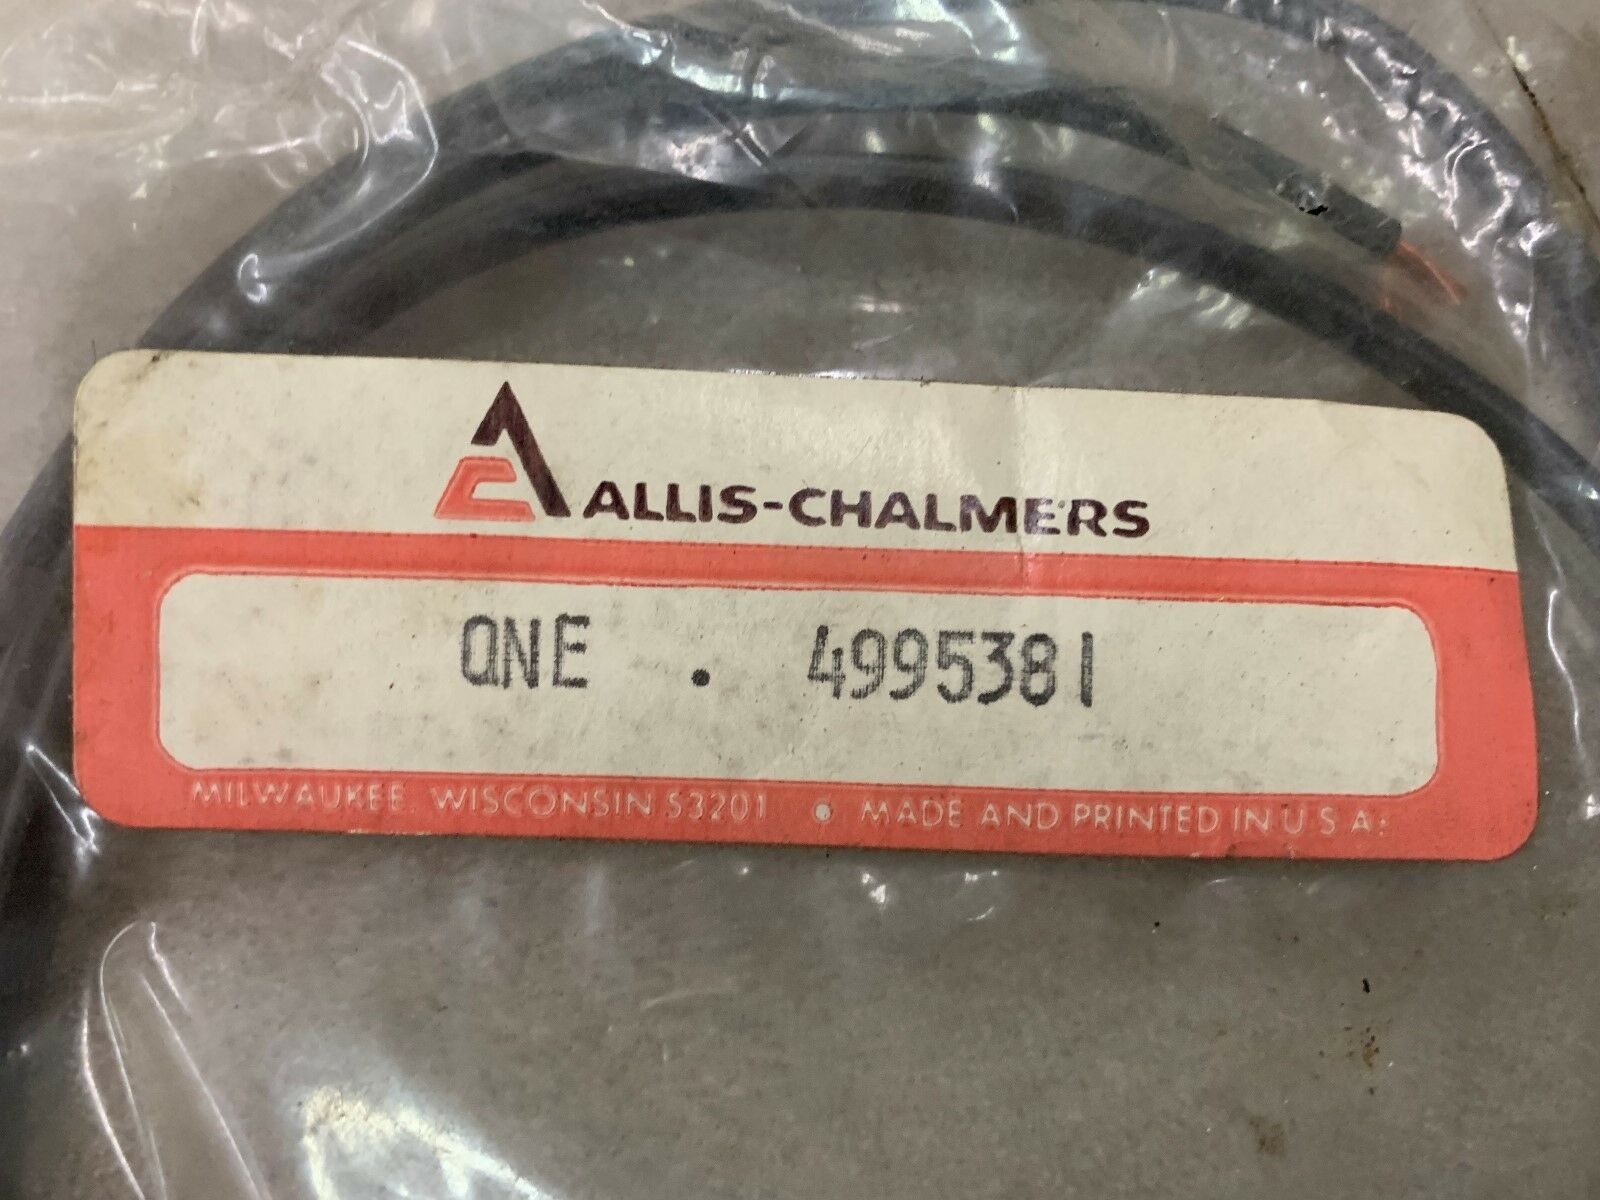 ALLIS-CHALMERS
QNE . 4995381
MILWAUKEE. WISCONSIN 53201 • MADE AND PRINTED IN U S A.